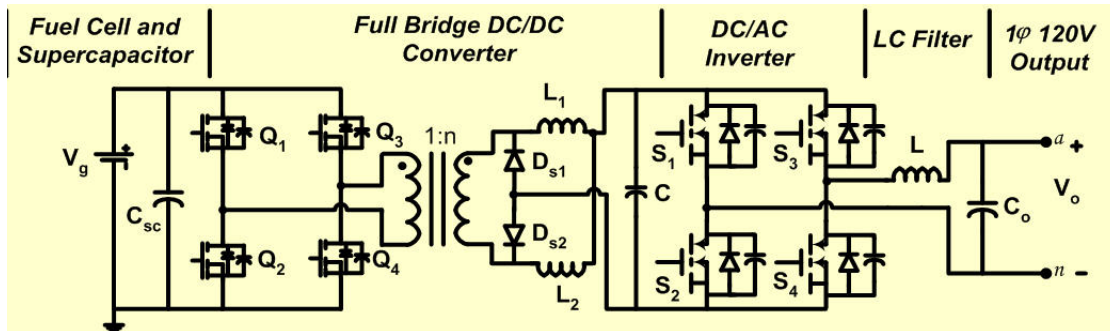 Fuel Cell and
Supercapacitor
Full Bridge DC/DC
Converter
DC/AC
Inverter
LC Filter
1φ 120V
Output
Vg
Csc
Q1
Q2
Q3
Q4
1:n
L1
L2
Ds1
Ds2
C
S1
S2
S3
S4
L
Co
a +
Vo
n -